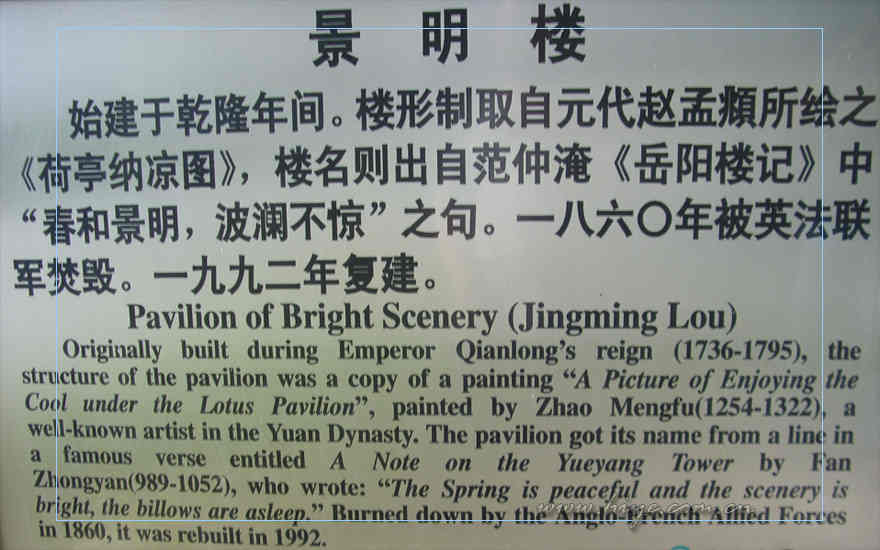 景明楼
始建于乾隆年间。楼形制取自元代赵孟頫所绘之
《荷亭纳凉图》，楼名则出自范仲淹《岳阳楼记》中
“春和景明，波澜不惊”之句。一八六〇年被英法联
军焚毁。一九九二年复建。
Pavilion of Bright Scenery (Jingming Lou)
Originally built during Emperor Qianlong's reign (1736-1795), the
structure of the pavilion was a copy of a painting “A Picture of Enjoying the
Cool under the Lotus Pavilion”, painted by Zhao Mengfu(1254-1322), a
well-known artist in the Yuan Dynasty. The pavilion got its name from a line in
a famous verse entitled A Note on the Yueyang Tower by Fan
Zhongyan(989-1052), who wrote: “The Spring is peaceful and the scenery is
bright, the billows are asleep.” Burned down by the Anglo-French Allied Forces
in 1860, it was rebuilt in 1992.